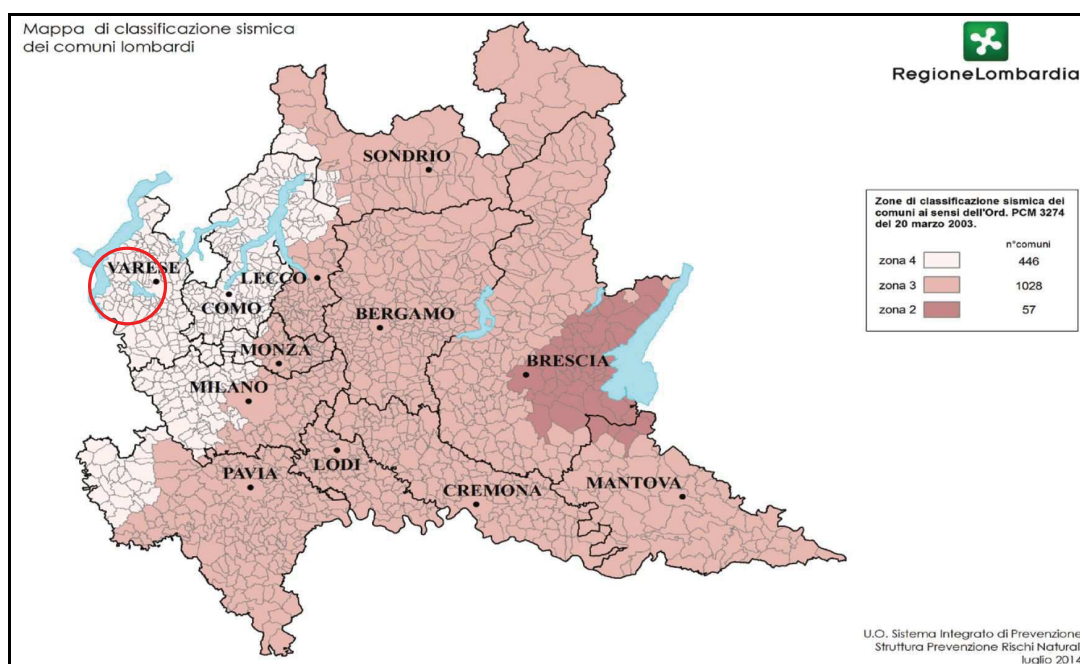 Mappa di classificazione sismica
dei comuni lombardi
RegioneLombardia
SONDRIO
VARESE
LECCO
COMO
BERGAMO
MONZA
BRESCIA
MILANO
PAVIA
LODI
CREMONA
MANTOVA
Zone di classificazione sismica dei
comuni ai sensi dell'Ord. PCM 3274
del 20 marzo 2003.
n°comuni
zona 4 446
zona 3 1028
zona 2 57
U.O. Sistema Integrato di Prevenzione
Struttura Prevenzione Rischi Natural
luglio 2014